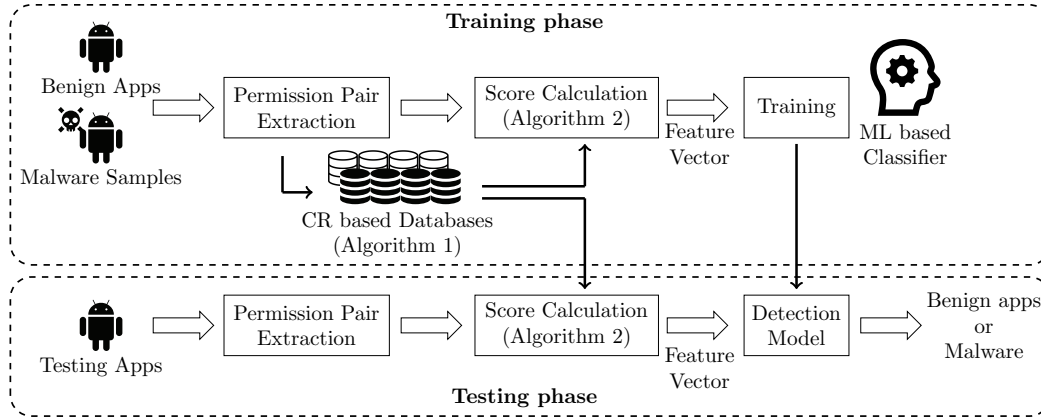 Training phase
Benign Apps
Malware Samples
Permission Pair
Extraction
Score Calculation
(Algorithm 2)
Feature
Vector
Training
ML based
Classifier
CR based Databases
(Algorithm 1)
Testing Apps
Permission Pair
Extraction
Score Calculation
(Algorithm 2)
Feature
Vector
Detection
Model
Benign apps
or
Malware
Testing phase